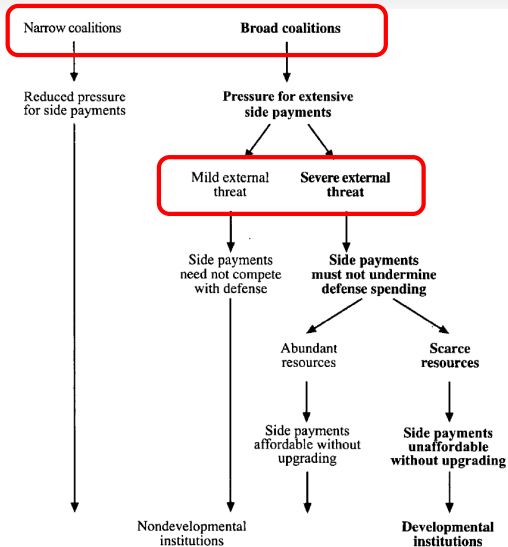 Narrow coalitions
Broad coalitions
Reduced pressure
for side payments
Pressure for extensive
side payments
Mild external
threat
Severe external
threat
Side payments
need not compete
with defense
Side payments
must not undermine
defense spending
Abundant
resources
Scarce
resources
Side payments
affordable without
upgrading
Side payments
unaffordable
without upgrading
Nondevelopmental
institutions
Developmental
institutions